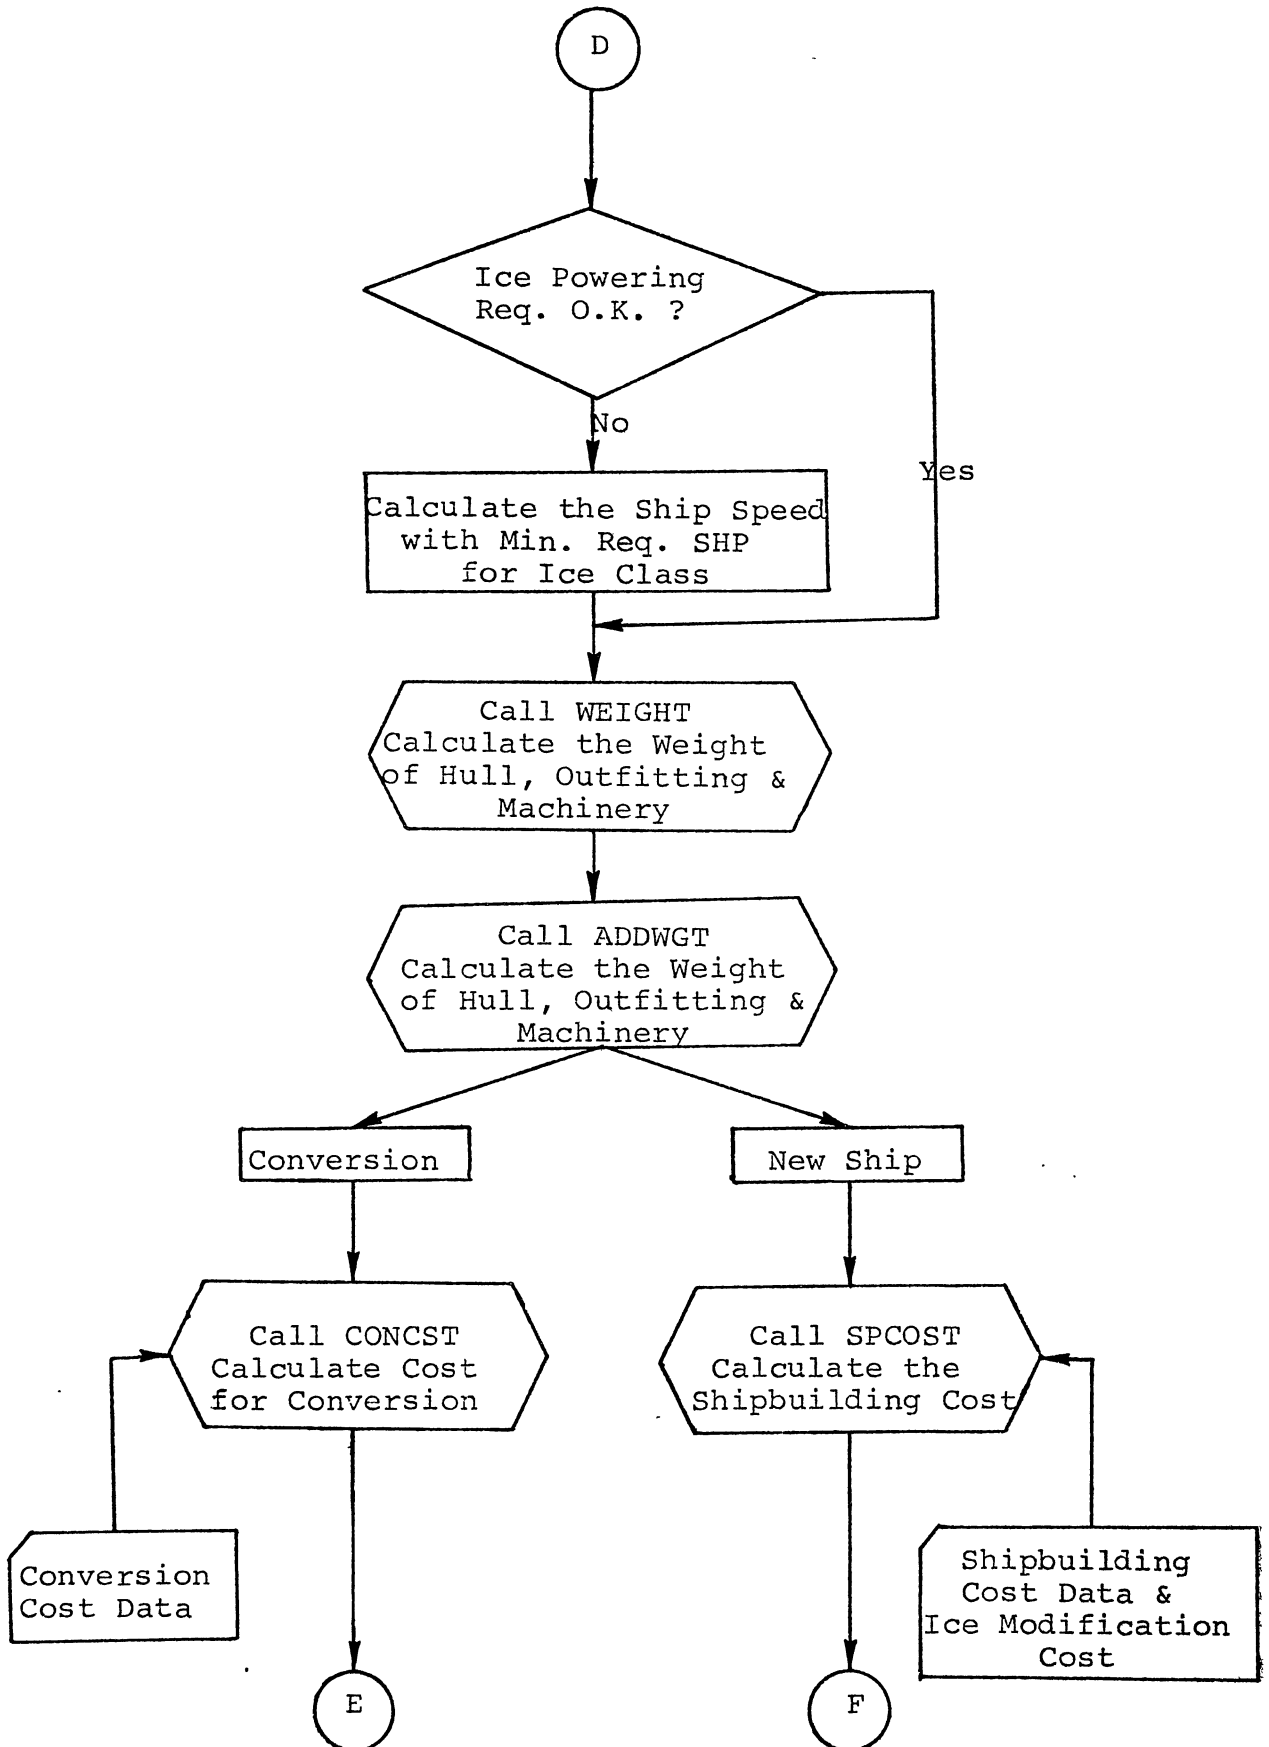 D
Ice Powering
Req. O.K. ?
No
Yes
Calculate the Ship Speed
with Min. Req. SHP
for Ice Class
Call WEIGHT
Calculate the Weight
of Hull, Outfitting &
Machinery
Call ADDWGT
Calculate the Weight
of Hull, Outfitting &
Machinery
Conversion
New Ship
Call CONCST
Calculate Cost
for Conversion
Call SPCOST
Calculate the
Shipbuilding Cost
Conversion
Cost Data
Shipbuilding
Cost Data &
Ice Modification
Cost
E
F